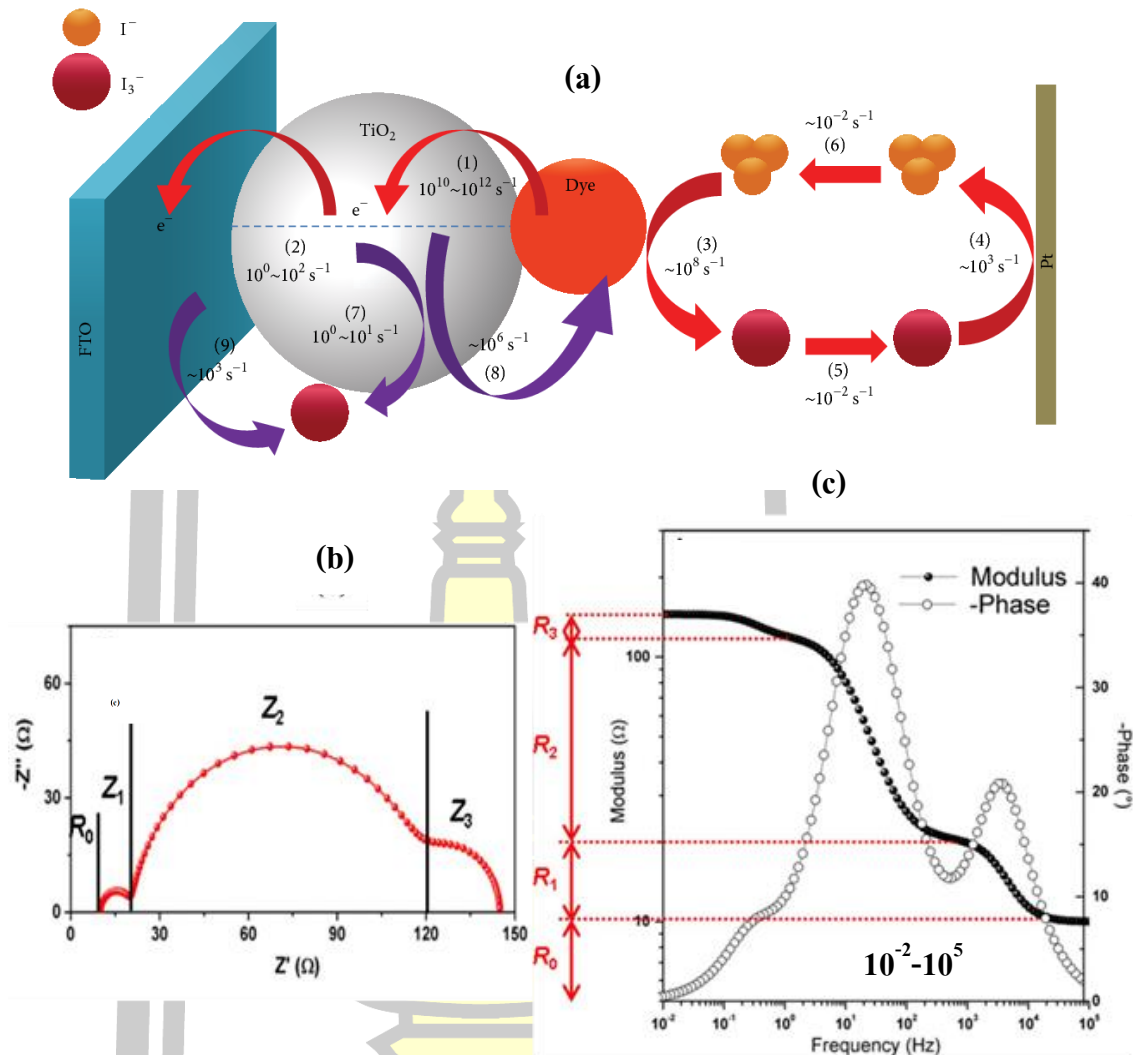 I⁻
I₃⁻
(a)
TiO₂
(1)
10¹⁰~10¹² s⁻¹
Dye
e⁻
e⁻
(2)
10⁰~10² s⁻¹
(7)
10⁰~10¹ s⁻¹
~10⁶ s⁻¹
(8)
(9)
~10³ s⁻¹
FTO
~10⁻² s⁻¹
(6)
(3)
~10⁸ s⁻¹
(4)
~10³ s⁻¹
(5)
~10⁻² s⁻¹
Pt
(b)
60
30
0
-Z'' (Ω)
(c)
R₀
Z₁
Z₂
Z₃
0 30 60 90 120 150
Z' (Ω)
(c)
R₃
R₂
R₁
R₀
Modulus (Ω)
100
10
Modulus
-Phase
40
30
20
10
0
-Phase (°)
10⁻²-10⁵
10⁻² 10⁻¹ 10⁰ 10¹ 10² 10³ 10⁴ 10⁵
Frequency (Hz)